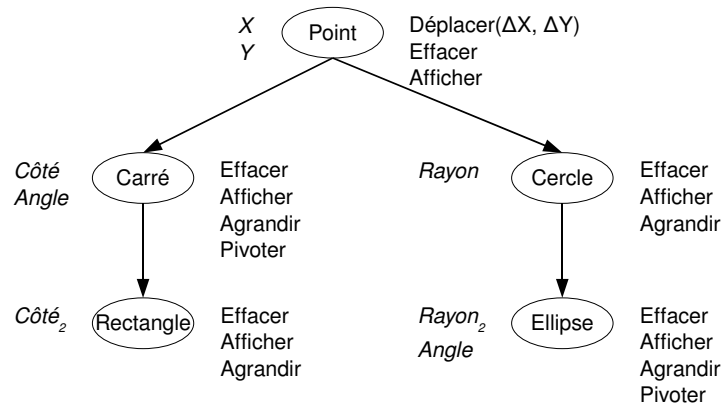 X Point Déplacer(ΔX, ΔY)
Y Effacer
Afficher
Côté Carré Effacer
Angle Afficher
Agrandir
Pivoter
Rayon Cercle Effacer
Afficher
Agrandir
Côté₂ Rectangle Effacer
Afficher
Agrandir
Rayon₂ Ellipse Effacer
Angle Afficher
Agrandir
Pivoter